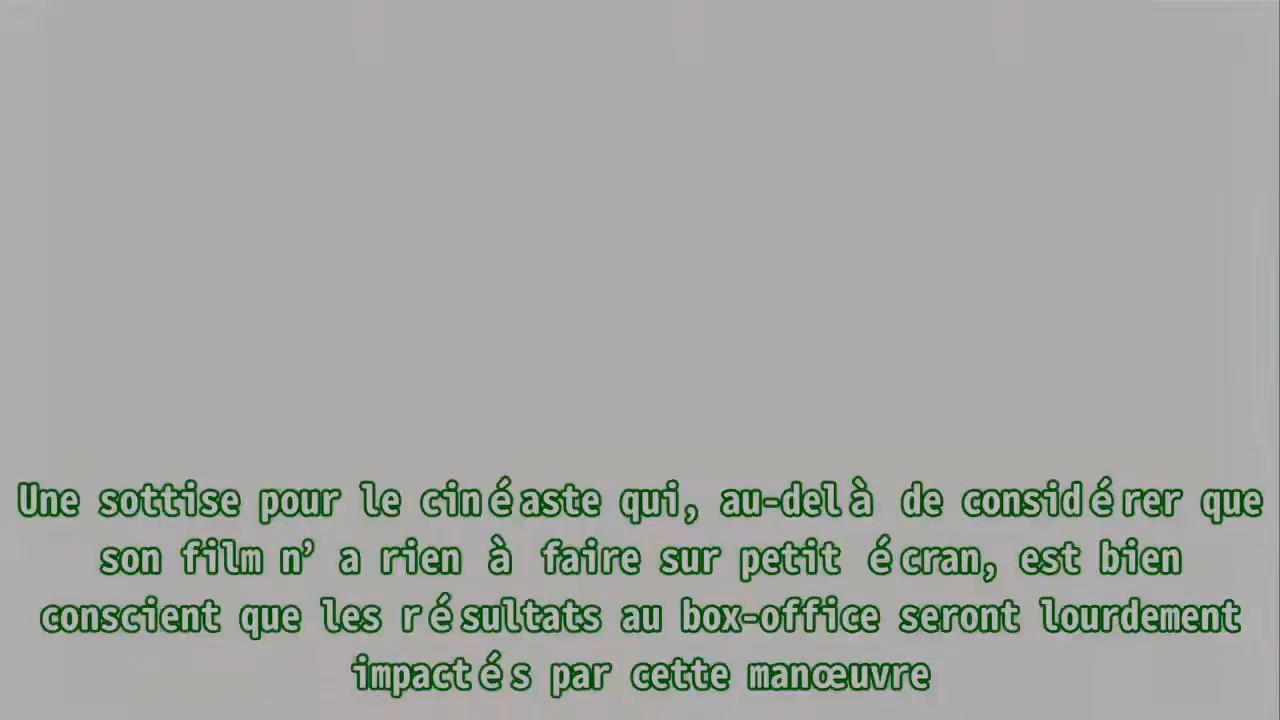 Une sottise pour le cinéaste qui, au-delà de considérer que
son film n’a rien à faire sur petit écran, est bien
conscient que les résultats au box-office seront lourdement
impactés par cette manœuvre